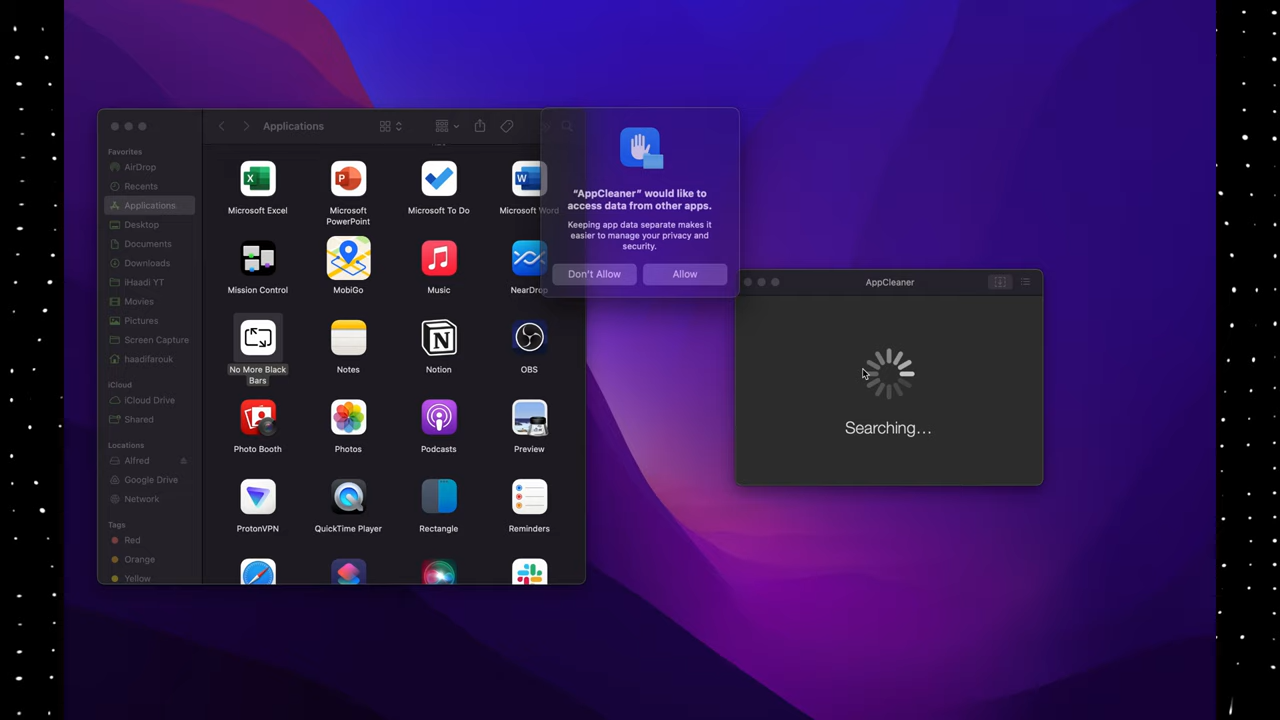 Applications
Favorites
AirDrop
Recents
Applications
Desktop
Documents
Downloads
iHaadi YT
Movies
Pictures
Screen Capture
haadifarouk
iCloud
iCloud Drive
Shared
Locations
Alfred
Google Drive
Network
Tags
Red
Orange
Yellow
Microsoft Excel
Microsoft
PowerPoint
Microsoft To Do
Microsoft Word
Mission Control
MobiGo
Music
NearDrop
No More Black
Bars
Notes
Notion
OBS
Photo Booth
Photos
Podcasts
Preview
ProtonVPN
QuickTime Player
Rectangle
Reminders
“AppCleaner” would like to
access data from other apps.
Keeping app data separate makes it
easier to manage your privacy and
security.
Don’t Allow
Allow
AppCleaner
Searching...